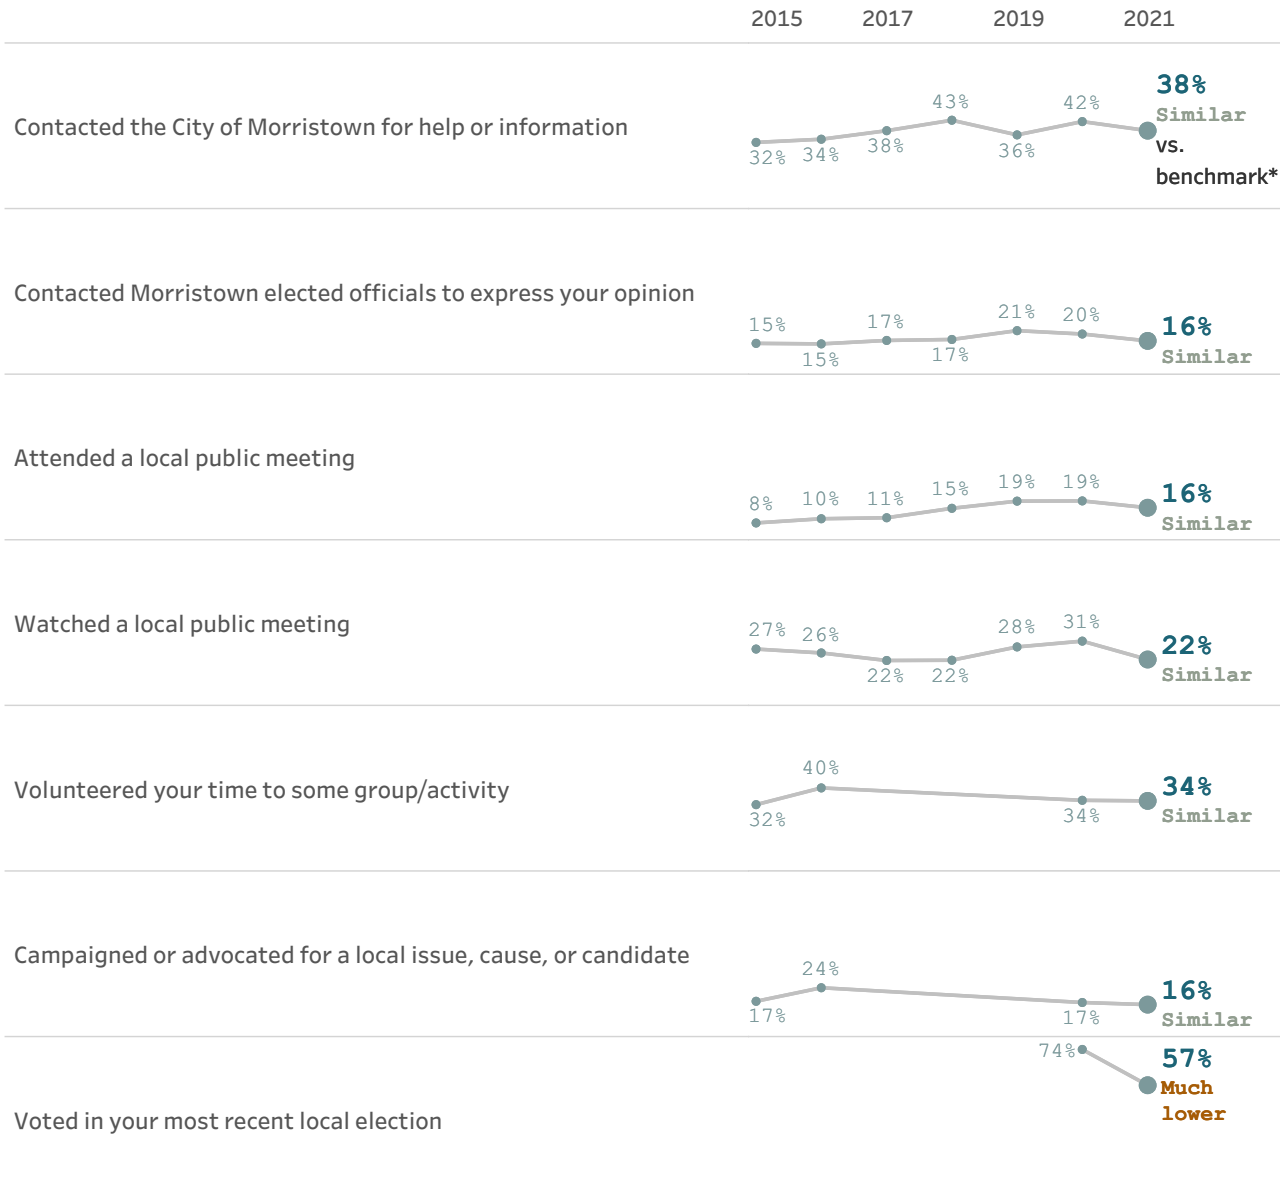 2015 2017 2019 2021
Contacted the City of Morristown for help or information
32% 34% 38% 43% 36% 42% 38%
Similar
vs.
benchmark*
Contacted Morristown elected officials to express your opinion
15% 15% 17% 17% 21% 20% 16%
Similar
Attended a local public meeting
8% 10% 11% 15% 19% 19% 16%
Similar
Watched a local public meeting
27% 26% 22% 22% 28% 31% 22%
Similar
Volunteered your time to some group/activity
32% 40% 34% 34%
Similar
Campaigned or advocated for a local issue, cause, or candidate
17% 24% 17% 16%
Similar
Voted in your most recent local election
74% 57%
Much
lower